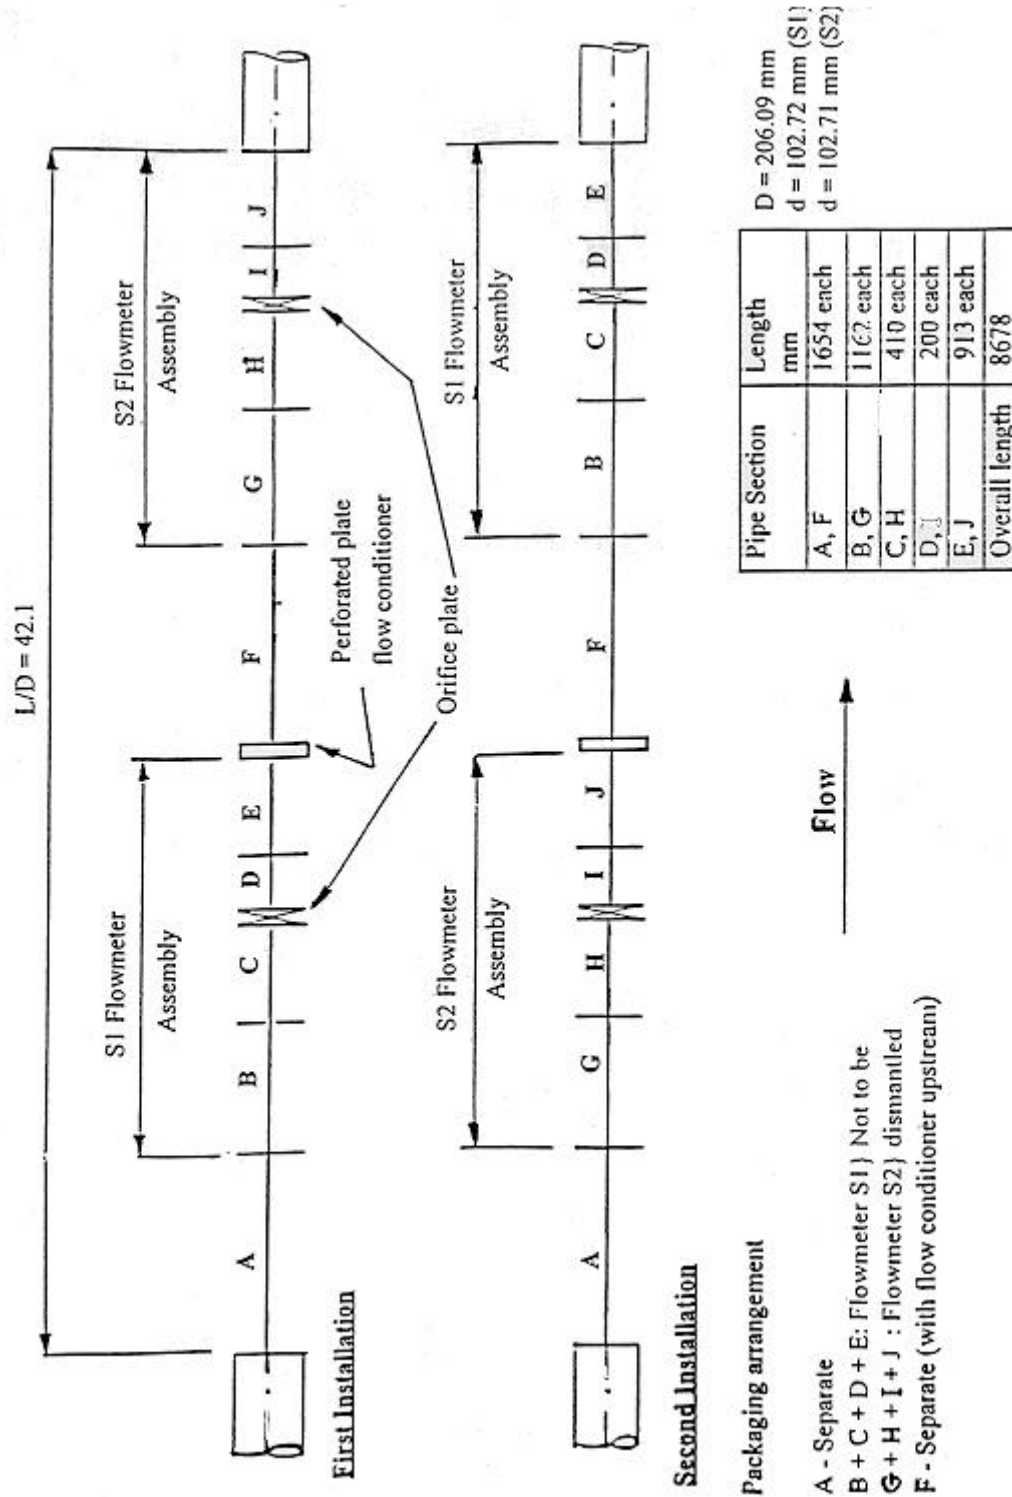 L/D = 42.1
S1 Flowmeter
Assembly
S2 Flowmeter
Assembly
A
B
C
D
E
F
G
H
I
J
Perforated plate
flow conditioner
Orifice plate
First Installation
S2 Flowmeter
Assembly
S1 Flowmeter
Assembly
A
G
H
I
J
F
B
C
D
E
Second Installation
Flow
Packaging arrangement
A - Separate
B + C + D + E: Flowmeter S1} Not to be
G + H + I + J : Flowmeter S2} dismantled
F - Separate (with flow conditioner upstream)
Pipe Section Length
mm
A, F 1654 each
B, G 1162 each
C, H 410 each
D, I 200 each
E, J 913 each
Overall length 8678
D = 206.09 mm
d = 102.72 mm (S1)
d = 102.71 mm (S2)